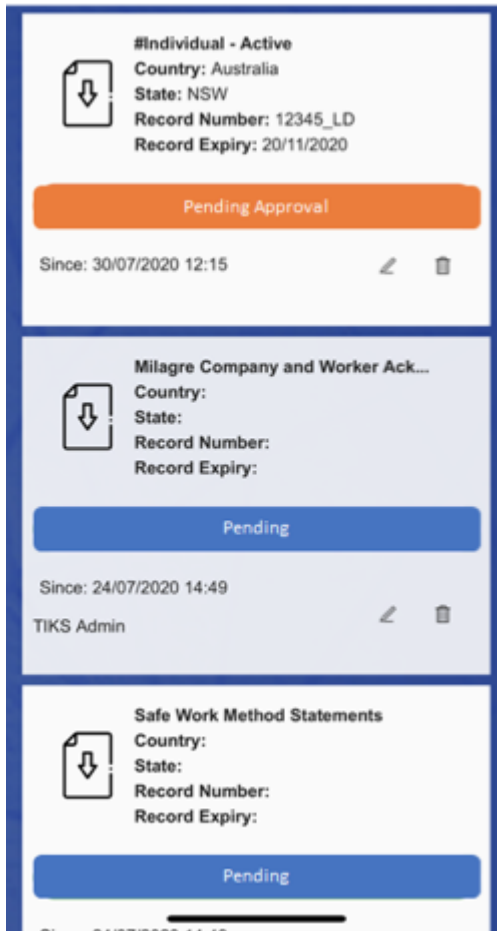 #Individual - Active
Country: Australia
State: NSW
Record Number: 12345_LD
Record Expiry: 20/11/2020
Pending Approval
Since: 30/07/2020 12:15
Milagre Company and Worker Ack...
Country:
State:
Record Number:
Record Expiry:
Pending
Since: 24/07/2020 14:49
TIKS Admin
Safe Work Method Statements
Country:
State:
Record Number:
Record Expiry:
Pending